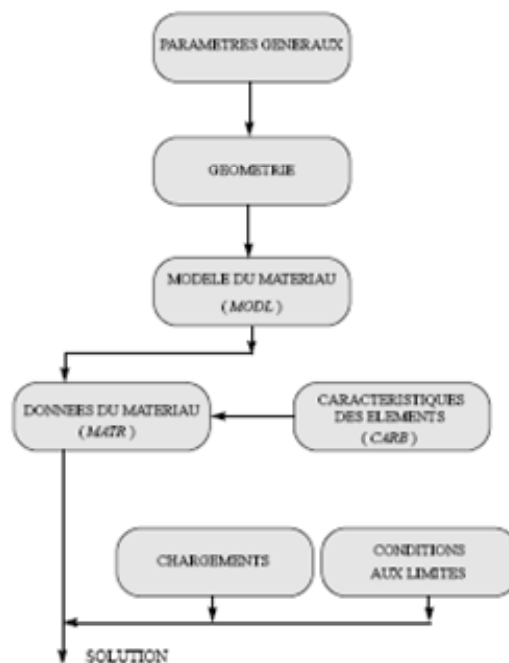 PARAMETRES GENERAUX
GEOMETRIE
MODELE DU MATERIAU
( MODL )
DONNEES DU MATERIAU
( MATR )
CARACTERISTIQUES
DES ELEMENTS
( CARB )
CHARGEMENTS
CONDITIONS
AUX LIMITES
SOLUTION